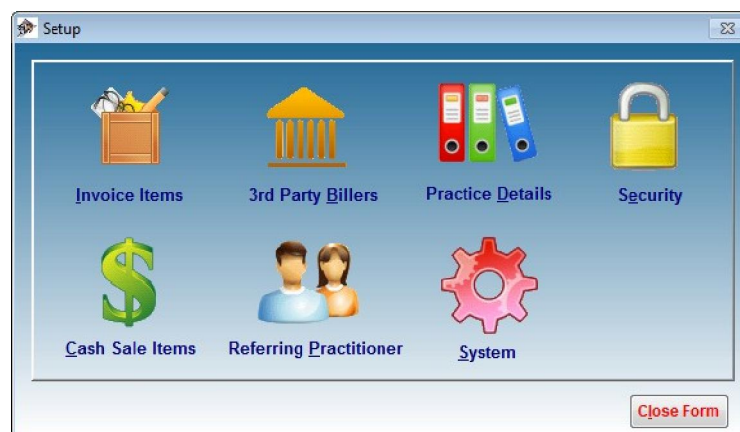 Setup
Invoice Items
3rd Party Billers
Practice Details
Security
Cash Sale Items
Referring Practitioner
System
Close Form